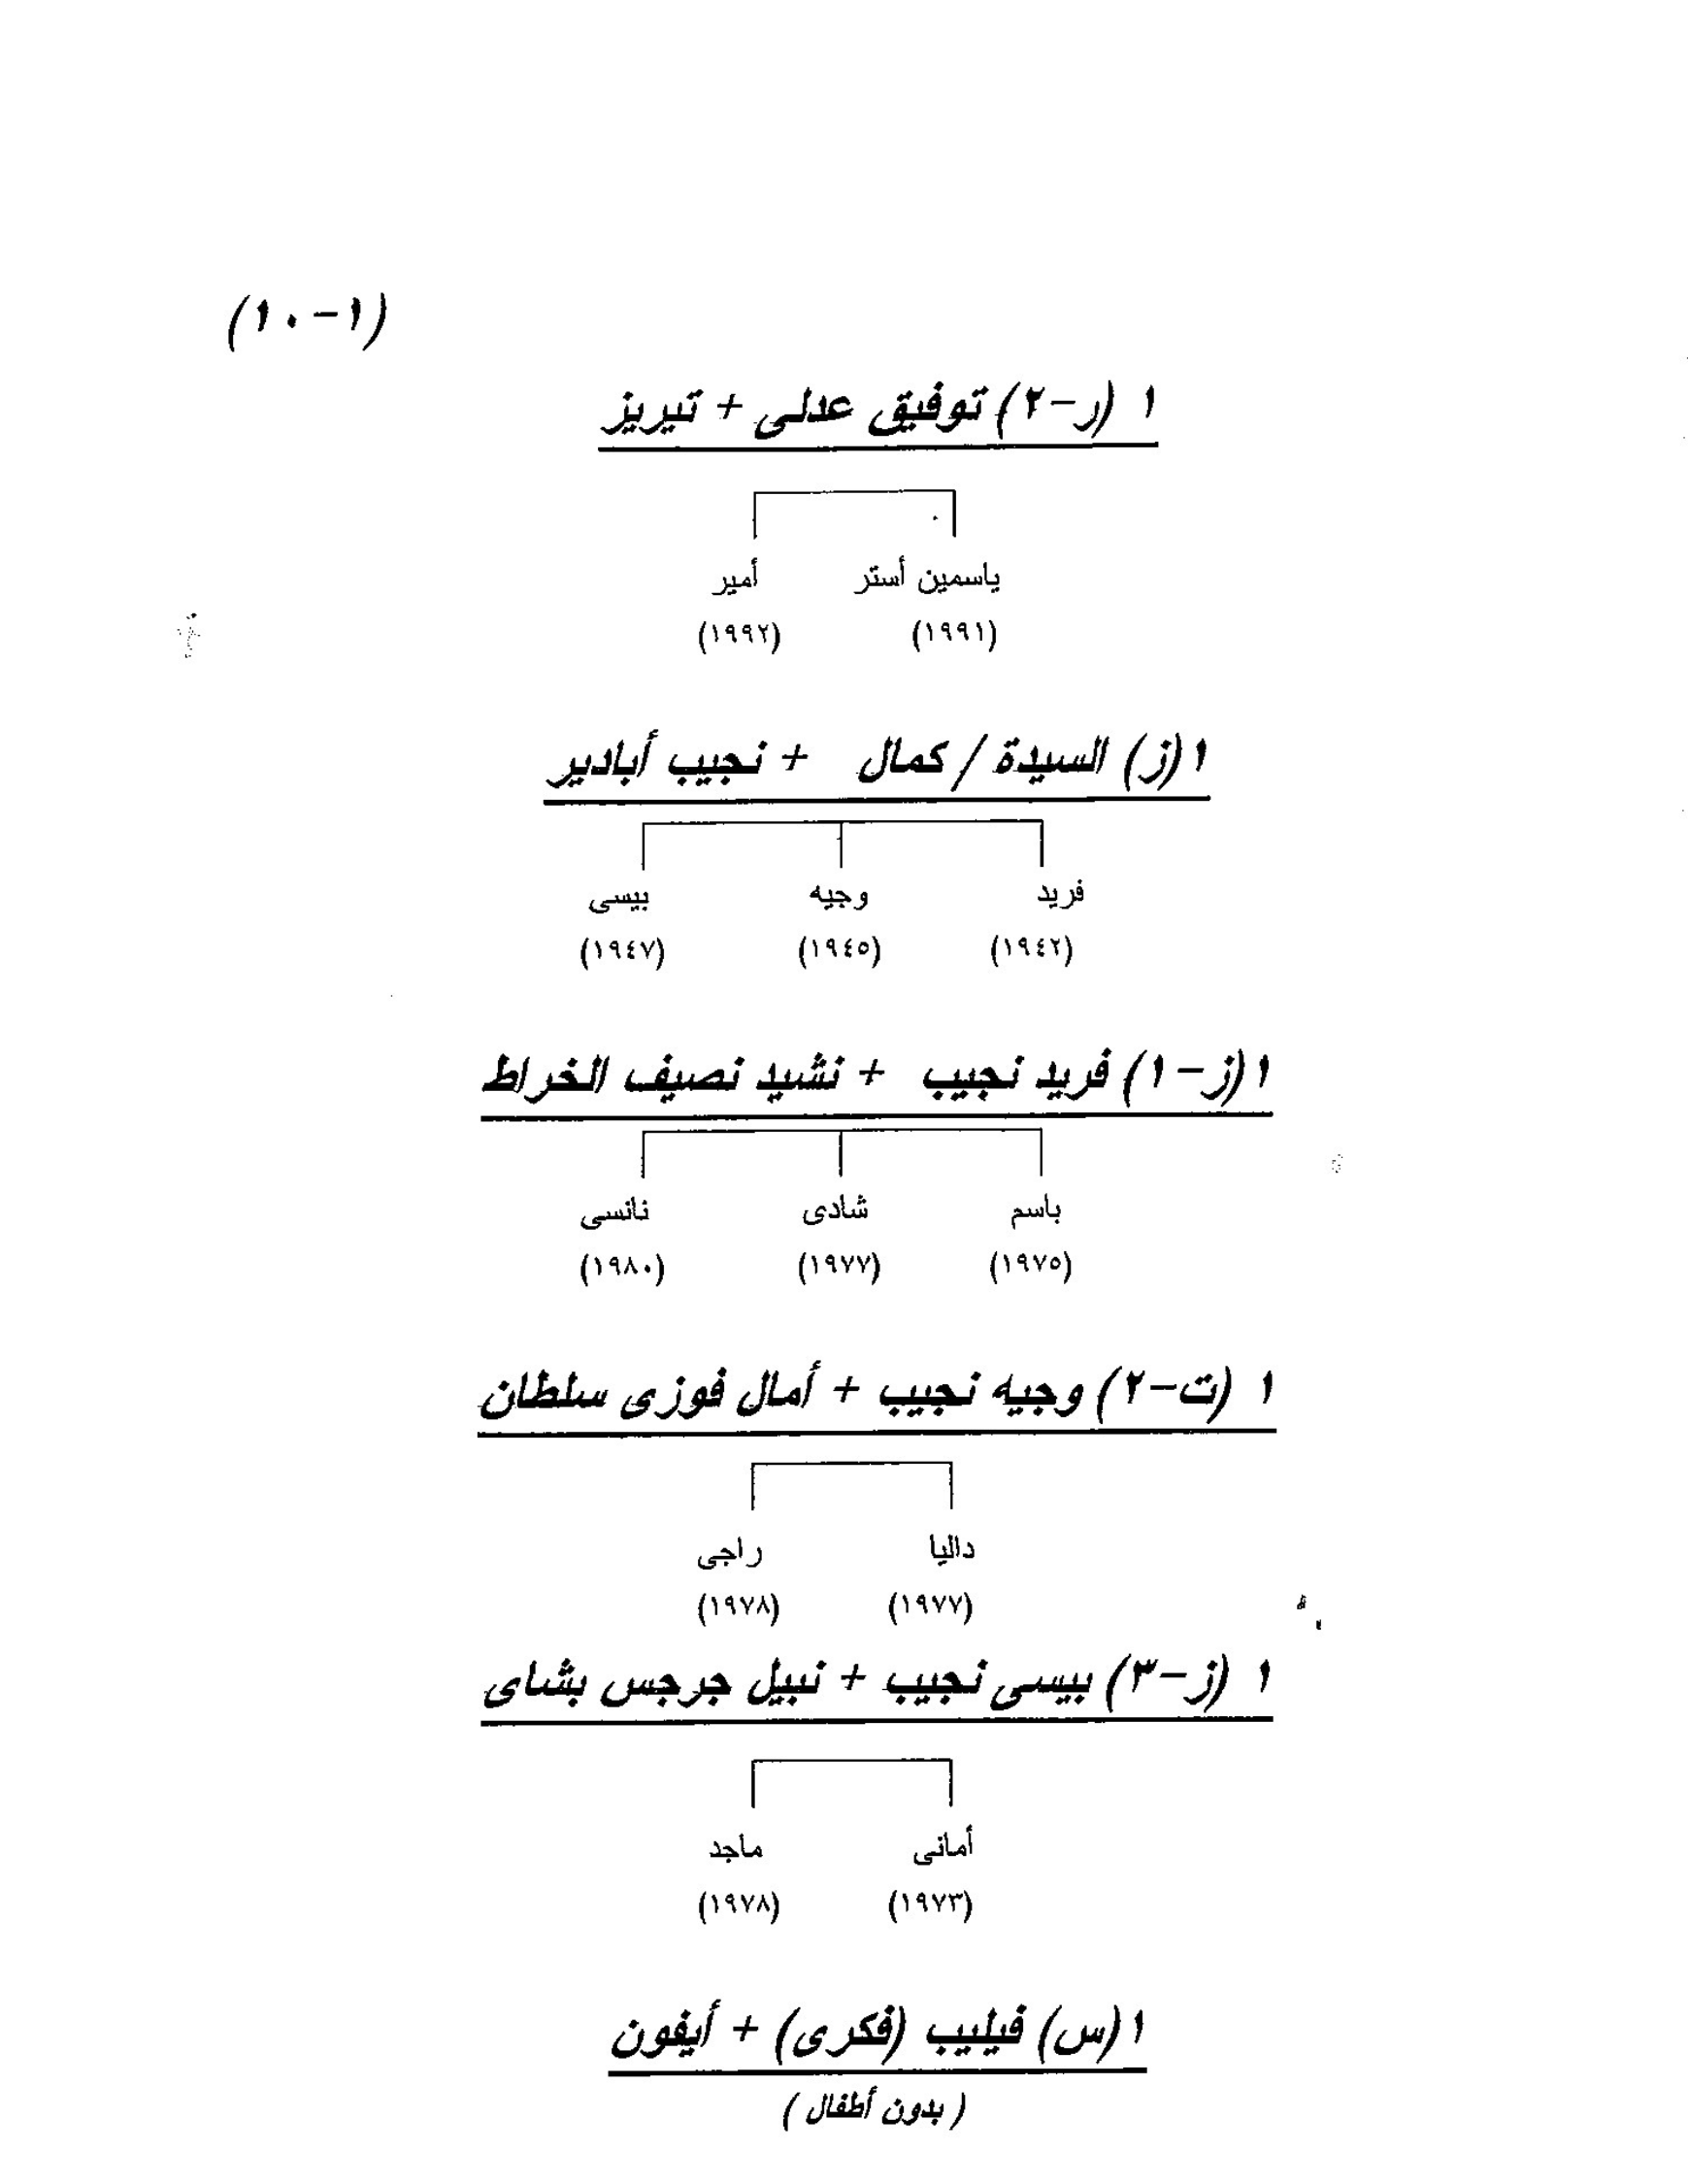 (١-١٠)
١ (ر-٢) توفيق عدلى + تيريز
ياسمين أستر أمير
(١٩٩١) (١٩٩٢)
١ (ز) السيدة / كمال + نجيب أبادير
فريد وجيه بيسى
(١٩٤٢) (١٩٤٥) (١٩٤٧)
١ (ز-١) فريد نجيب + نشيد نصيف الخراط
باسم شادى نانسى
(١٩٧٥) (١٩٧٧) (١٩٨٠)
١ (ت-٢) وجيه نجيب + أمال فوزى سلطان
داليا راجى
(١٩٧٧) (١٩٧٨)
١ (ز-٣) بيسى نجيب + نبيل جرجس بشاى
أمانى ماجد
(١٩٧٣) (١٩٧٨)
١ (س) فيليب (فكرى) + أيفون
( بدون أطفال )